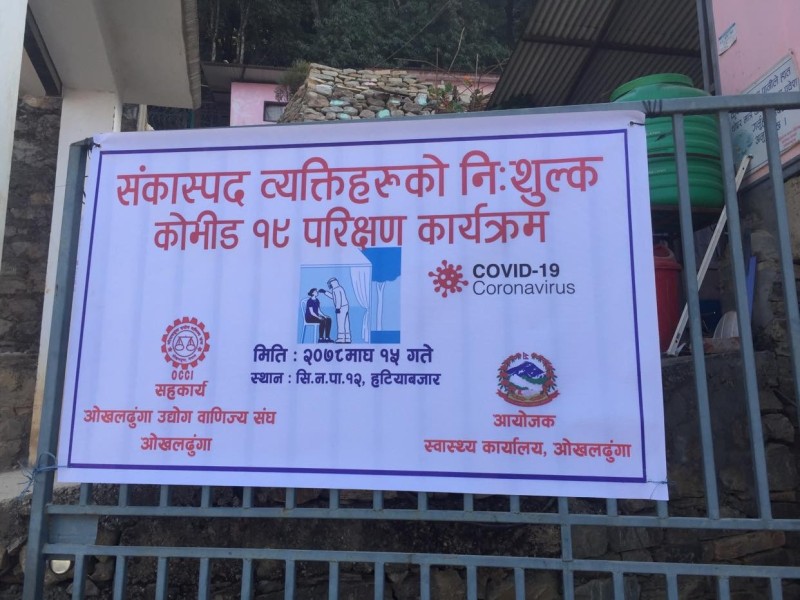 संकास्पद व्यक्तिहरूको नि:शुल्क
कोमीड १९ परिक्षण कार्यक्रम
COVID-19
Coronavirus
मिति : २०७८माघ १५ गते
स्थान : सि.न.पा.१२, हटियाबजार
OCCI
सहकार्य
ओखलढुंगा उद्योग वाणिज्य संघ
ओखलढुंगा
आयोजक
स्वास्थ्य कार्यालय, ओखलढुंगा